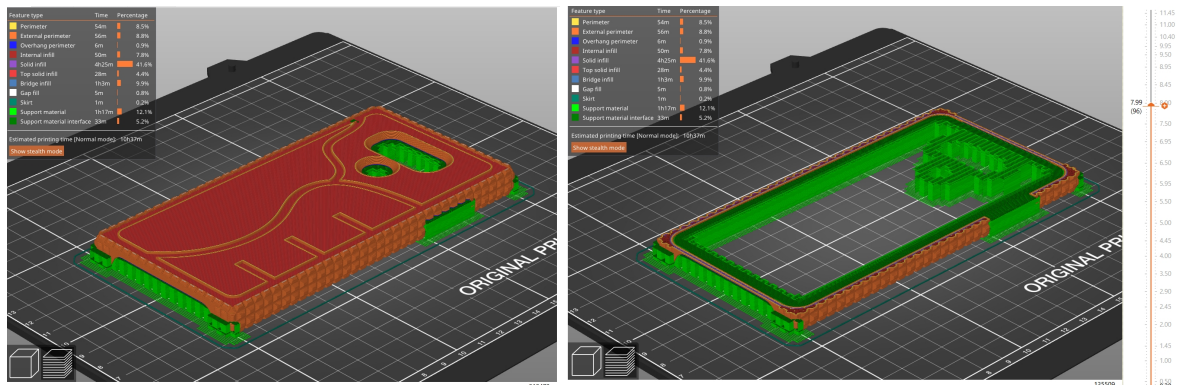 Feature type Time Percentage
Perimeter 54m 8.5%
External perimeter 56m 8.8%
Overhang perimeter 6m 0.9%
Internal infill 50m 7.8%
Solid infill 4h25m 41.6%
Top solid infill 28m 4.4%
Bridge infill 1h3m 9.9%
Gap fill 5m 0.8%
Skirt 1m 0.2%
Support material 1h17m 12.1%
Support material interface 33m 5.2%
Estimated printing time [Normal mode]: 10h37m
Show stealth mode
ORIGINAL PR
Feature type Time Percentage
Perimeter 54m 8.5%
External perimeter 56m 8.8%
Overhang perimeter 6m 0.9%
Internal infill 50m 7.8%
Solid infill 4h25m 41.6%
Top solid infill 28m 4.4%
Bridge infill 1h3m 9.9%
Gap fill 5m 0.8%
Skirt 1m 0.2%
Support material 1h17m 12.1%
Support material interface 33m 5.2%
Estimated printing time [Normal mode]: 10h37m
Show stealth mode
ORIGINAL PR
135509
7.99
(96)
11.45
11.00
10.40
9.95
9.50
8.95
8.45
8.00
7.50
6.95
6.50
5.95
5.50
4.85
4.45
4.00
3.50
2.90
2.45
2.00
1.45
1.00
0.50